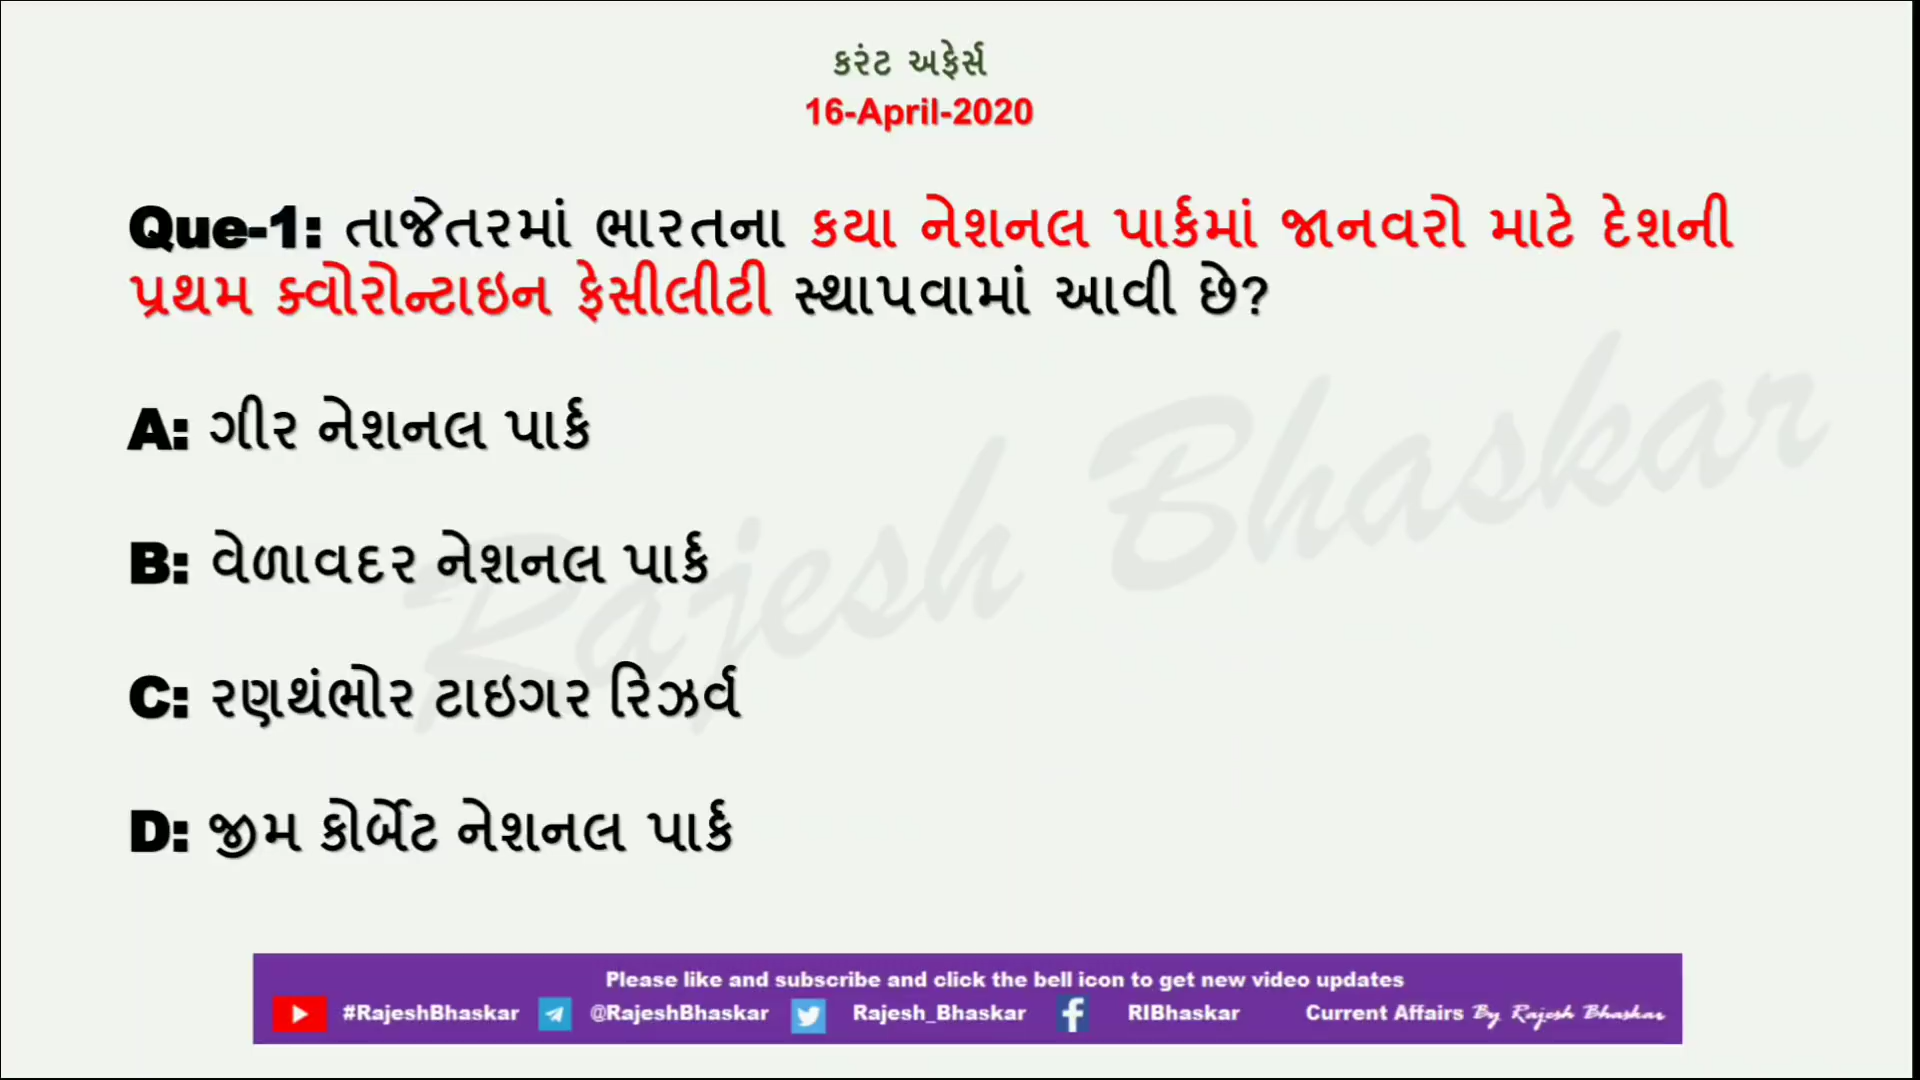 કરંટ અફેર્સ
16-April-2020
Que-1: તાજેતરમાં ભારતના કયા નેશનલ પાર્કમાં જાનવરો માટે દેશની
પ્રથમ ક્વોરોન્ટાઇન ફેસીલીટી સ્થાપવામાં આવી છે?
A: ગીર નેશનલ પાર્ક
B: વેળાવદર નેશનલ પાર્ક
C: રણથંભોર ટાઇગર રિઝર્વ
D: જીમ કોર્બેટ નેશનલ પાર્ક
Rajesh Bhaskar
Please like and subscribe and click the bell icon to get new video updates
#RajeshBhaskar @RajeshBhaskar Rajesh_Bhaskar RIBhaskar Current Affairs By Rajesh Bhaskar